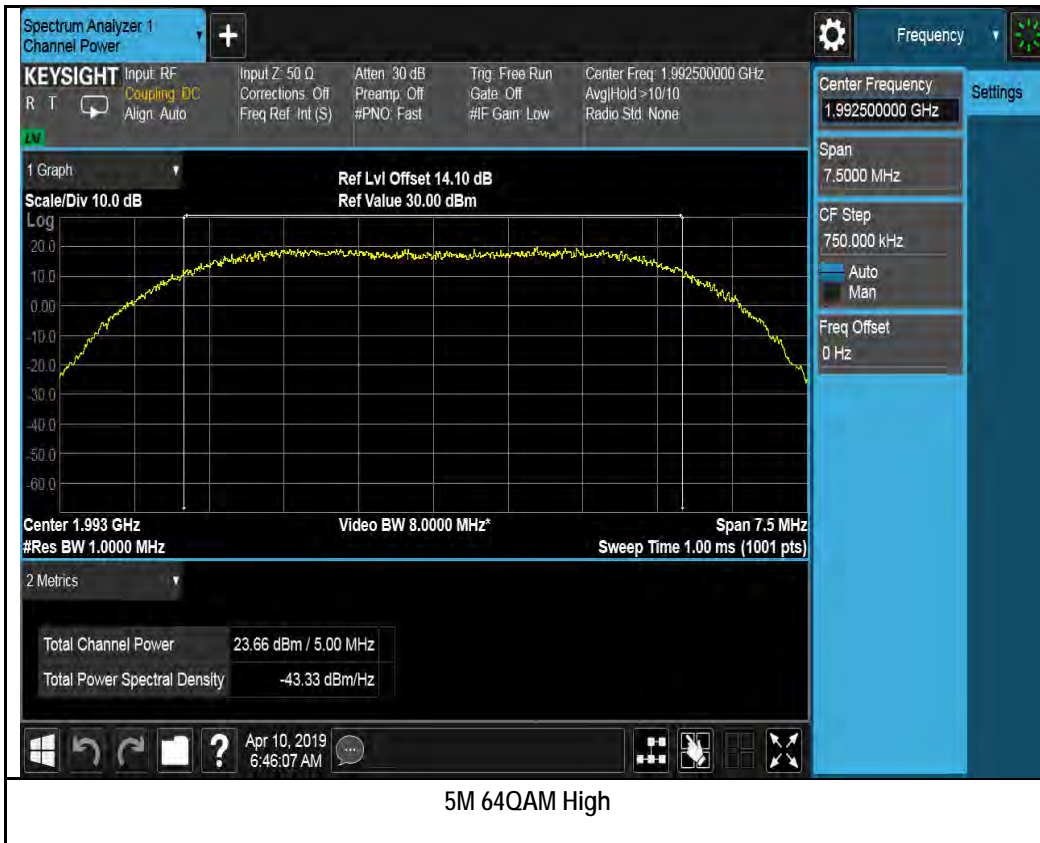 Spectrum Analyzer 1
Channel Power
+
Frequency
KEYSIGHT
R T
LV
Input: RF
Coupling: DC
Align: Auto
Input Z: 50 Ω
Corrections: Off
Freq Ref: Int (S)
Atten: 30 dB
Preamp: Off
#PNO: Fast
Trig: Free Run
Gate: Off
#IF Gain: Low
Center Freq: 1.992500000 GHz
Avg|Hold >10/10
Radio Std: None
Center Frequency
1.992500000 GHz
Settings
Span
7.5000 MHz
CF Step
750.000 kHz
Auto
Man
Freq Offset
0 Hz
1 Graph
Scale/Div 10.0 dB
Ref Lvl Offset 14.10 dB
Ref Value 30.00 dBm
Log
20.0
10.0
0.00
-10.0
-20.0
-30.0
-40.0
-50.0
-60.0
Center 1.993 GHz
#Res BW 1.0000 MHz
Video BW 8.0000 MHz*
Span 7.5 MHz
Sweep Time 1.00 ms (1001 pts)
2 Metrics
Total Channel Power 23.66 dBm / 5.00 MHz
Total Power Spectral Density -43.33 dBm/Hz
?
Apr 10, 2019
6:46:07 AM
5M 64QAM High